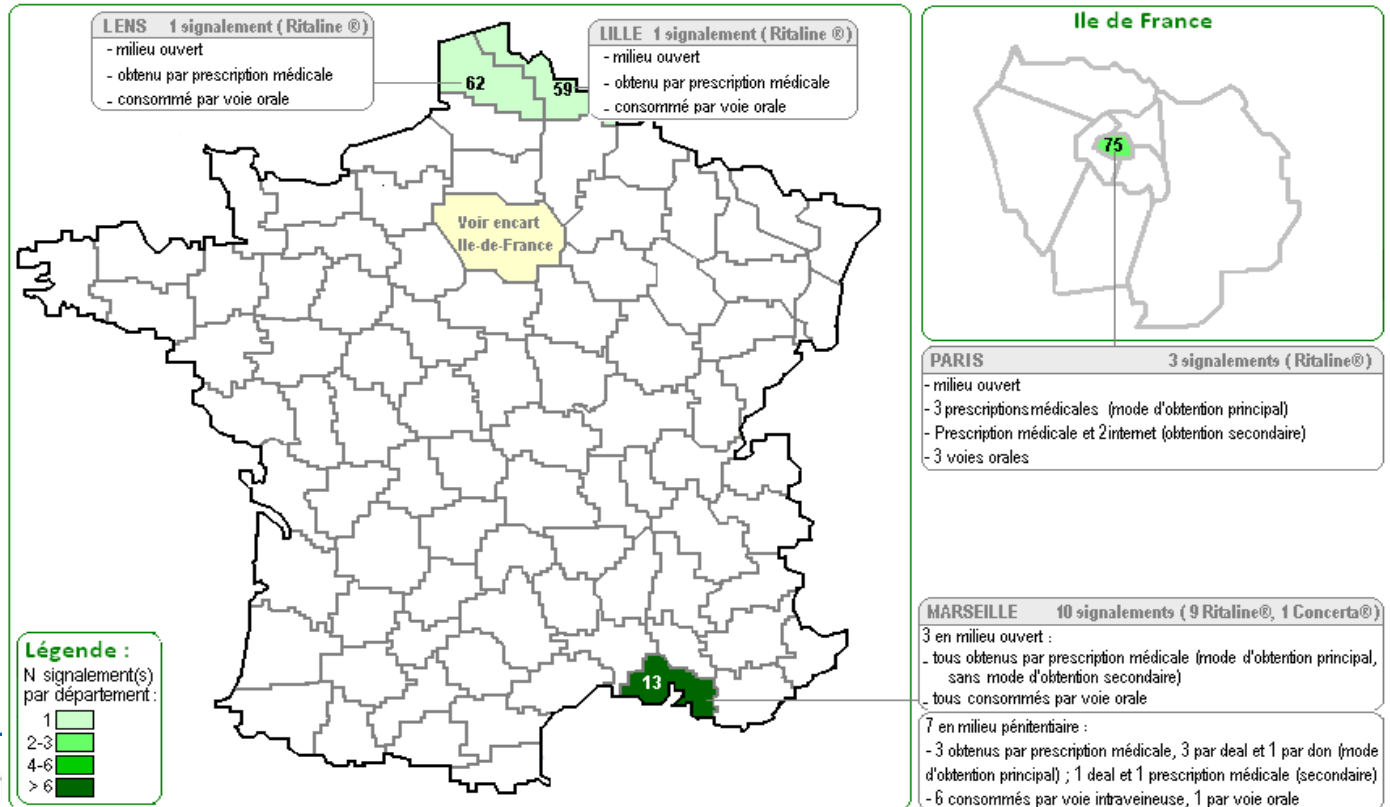 LENS 1 signalement ( Ritaline ®)
- milieu ouvert
- obtenu par prescription médicale
- consommé par voie orale
LILLE 1 signalement ( Ritaline ®)
- milieu ouvert
- obtenu par prescription médicale
- consommé par voie orale
62
59
Voir encart
Ile-de-France
13
Légende :
N signalement(s)
par département :
1
2-3
4-6
> 6
Ile de France
75
PARIS 3 signalements ( Ritaline®)
- milieu ouvert
- 3 prescriptions médicales (mode d'obtention principal)
- Prescription médicale et 2 internet (obtention secondaire)
- 3 voies orales
MARSEILLE 10 signalements ( 9 Ritaline®, 1 Concerta®)
3 en milieu ouvert :
- tous obtenus par prescription médicale (mode d'obtention principal,
sans mode d'obtention secondaire)
- tous consommés par voie orale
7 en milieu pénitentiaire :
- 3 obtenus par prescription médicale, 3 par deal et 1 par don (mode
d'obtention principal) ; 1 deal et 1 prescription médicale (secondaire)
- 6 consommés par voie intraveineuse, 1 par voie orale